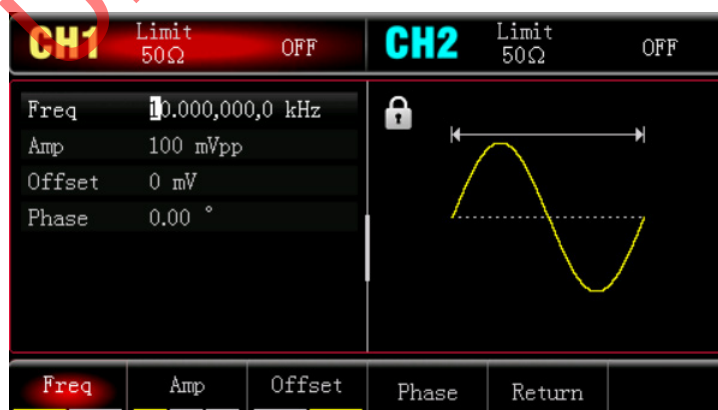 CH1 Limit 50Ω OFF CH2 Limit 50Ω OFF
Freq 10.000,000,0 kHz
Amp 100 mVpp
Offset 0 mV
Phase 0.00 °
Freq Amp Offset Phase Return